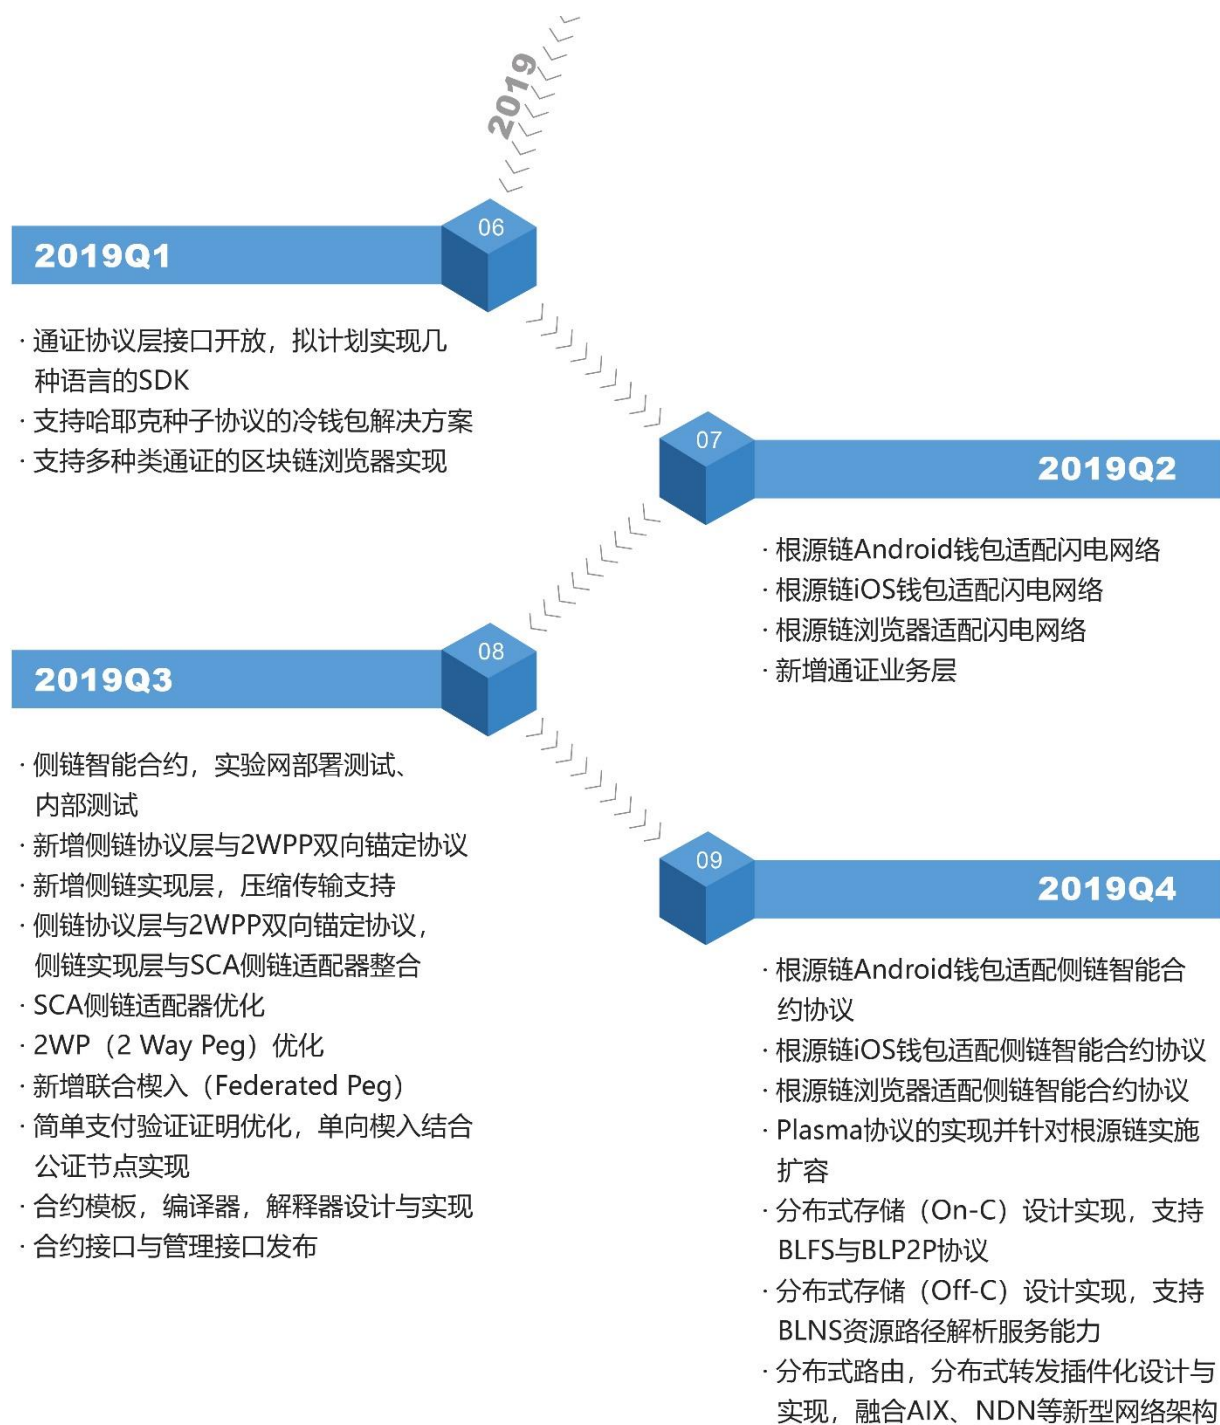 2019
06
2019Q1
· 通证协议层接口开放，拟计划实现几
种语言的SDK
· 支持哈耶克种子协议的冷钱包解决方案
· 支持多种类通证的区块链浏览器实现
07
2019Q2
· 根源链Android钱包适配闪电网络
· 根源链iOS钱包适配闪电网络
· 根源链浏览器适配闪电网络
· 新增通证业务层
08
2019Q3
· 侧链智能合约，实验网部署测试、
内部测试
· 新增侧链协议层与2WPP双向锚定协议
· 新增侧链实现层，压缩传输支持
· 侧链协议层与2WPP双向锚定协议，
侧链实现层与SCA侧链适配器整合
· SCA侧链适配器优化
· 2WP（2 Way Peg）优化
· 新增联合楔入（Federated Peg）
· 简单支付验证证明优化，单向楔入结合
公证节点实现
· 合约模板，编译器，解释器设计与实现
· 合约接口与管理接口发布
09
2019Q4
· 根源链Android钱包适配侧链智能合
约协议
· 根源链iOS钱包适配侧链智能合约协议
· 根源链浏览器适配侧链智能合约协议
· Plasma协议的实现并针对根源链实施
扩容
· 分布式存储（On-C）设计实现，支持
BLFS与BLP2P协议
· 分布式存储（Off-C）设计实现，支持
BLNS资源路径解析服务能力
· 分布式路由，分布式转发插件化设计与
实现，融合AIX、NDN等新型网络架构